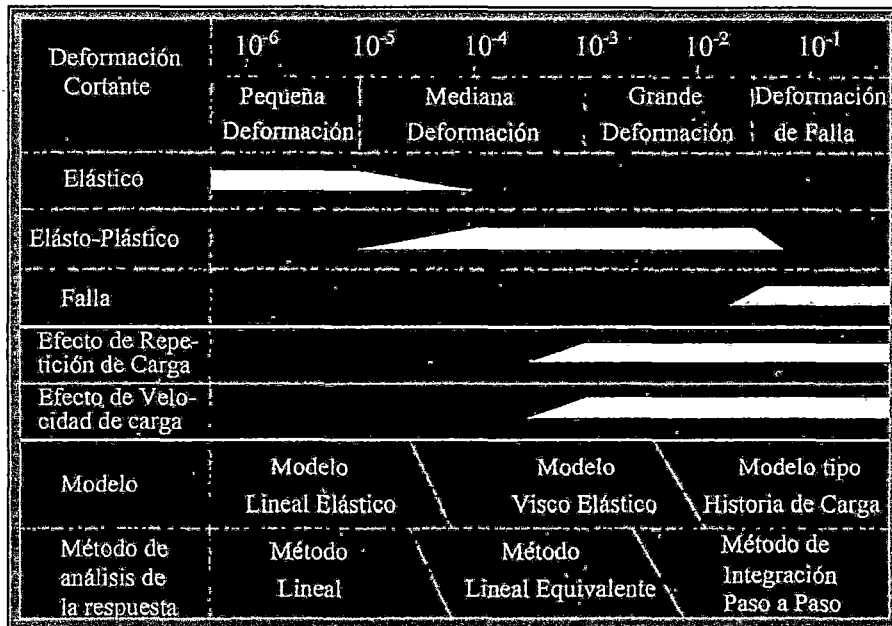 Deformación
Cortante
10-6 10-5 10-4 10-3 10-2 10-1
Pequeña
Deformación
Mediana
Deformación
Grande
Deformación
Deformación
de Falla
Elástico
Elásto-Plástico
Falla
Efecto de Repe-
tición de Carga
Efecto de Velo-
cidad de carga
Modelo
Modelo
Lineal Elástico
Modelo
Visco Elástico
Modelo tipo
Historia de Carga
Método de
análisis de
la respuesta
Método
Lineal
Método
Lineal Equivalente
Método de
Integración
Paso a Paso